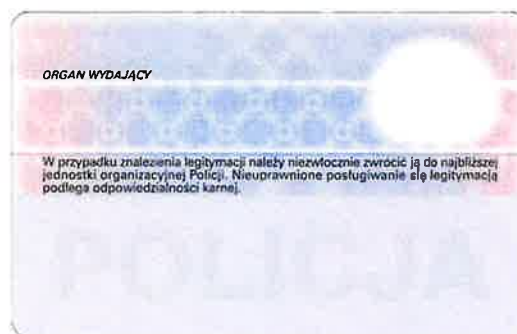 ORGAN WYDAJĄCY
W przypadku znalezienia legitymacji należy niezwłocznie zwrócić ją do najbliższej
jednostki organizacyjnej Policji. Nieuprawnione posługiwanie się legitymacją
podlega odpowiedzialności karnej.
POLICJA